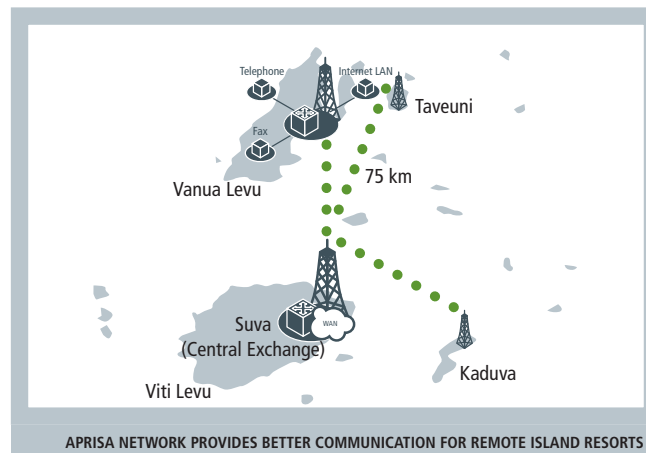 Telephone
Internet LAN
Taveuni
Fax
75 km
Vanua Levu
WAN
Suva
(Central Exchange)
Kaduva
Viti Levu
APRISA NETWORK PROVIDES BETTER COMMUNICATION FOR REMOTE ISLAND RESORTS